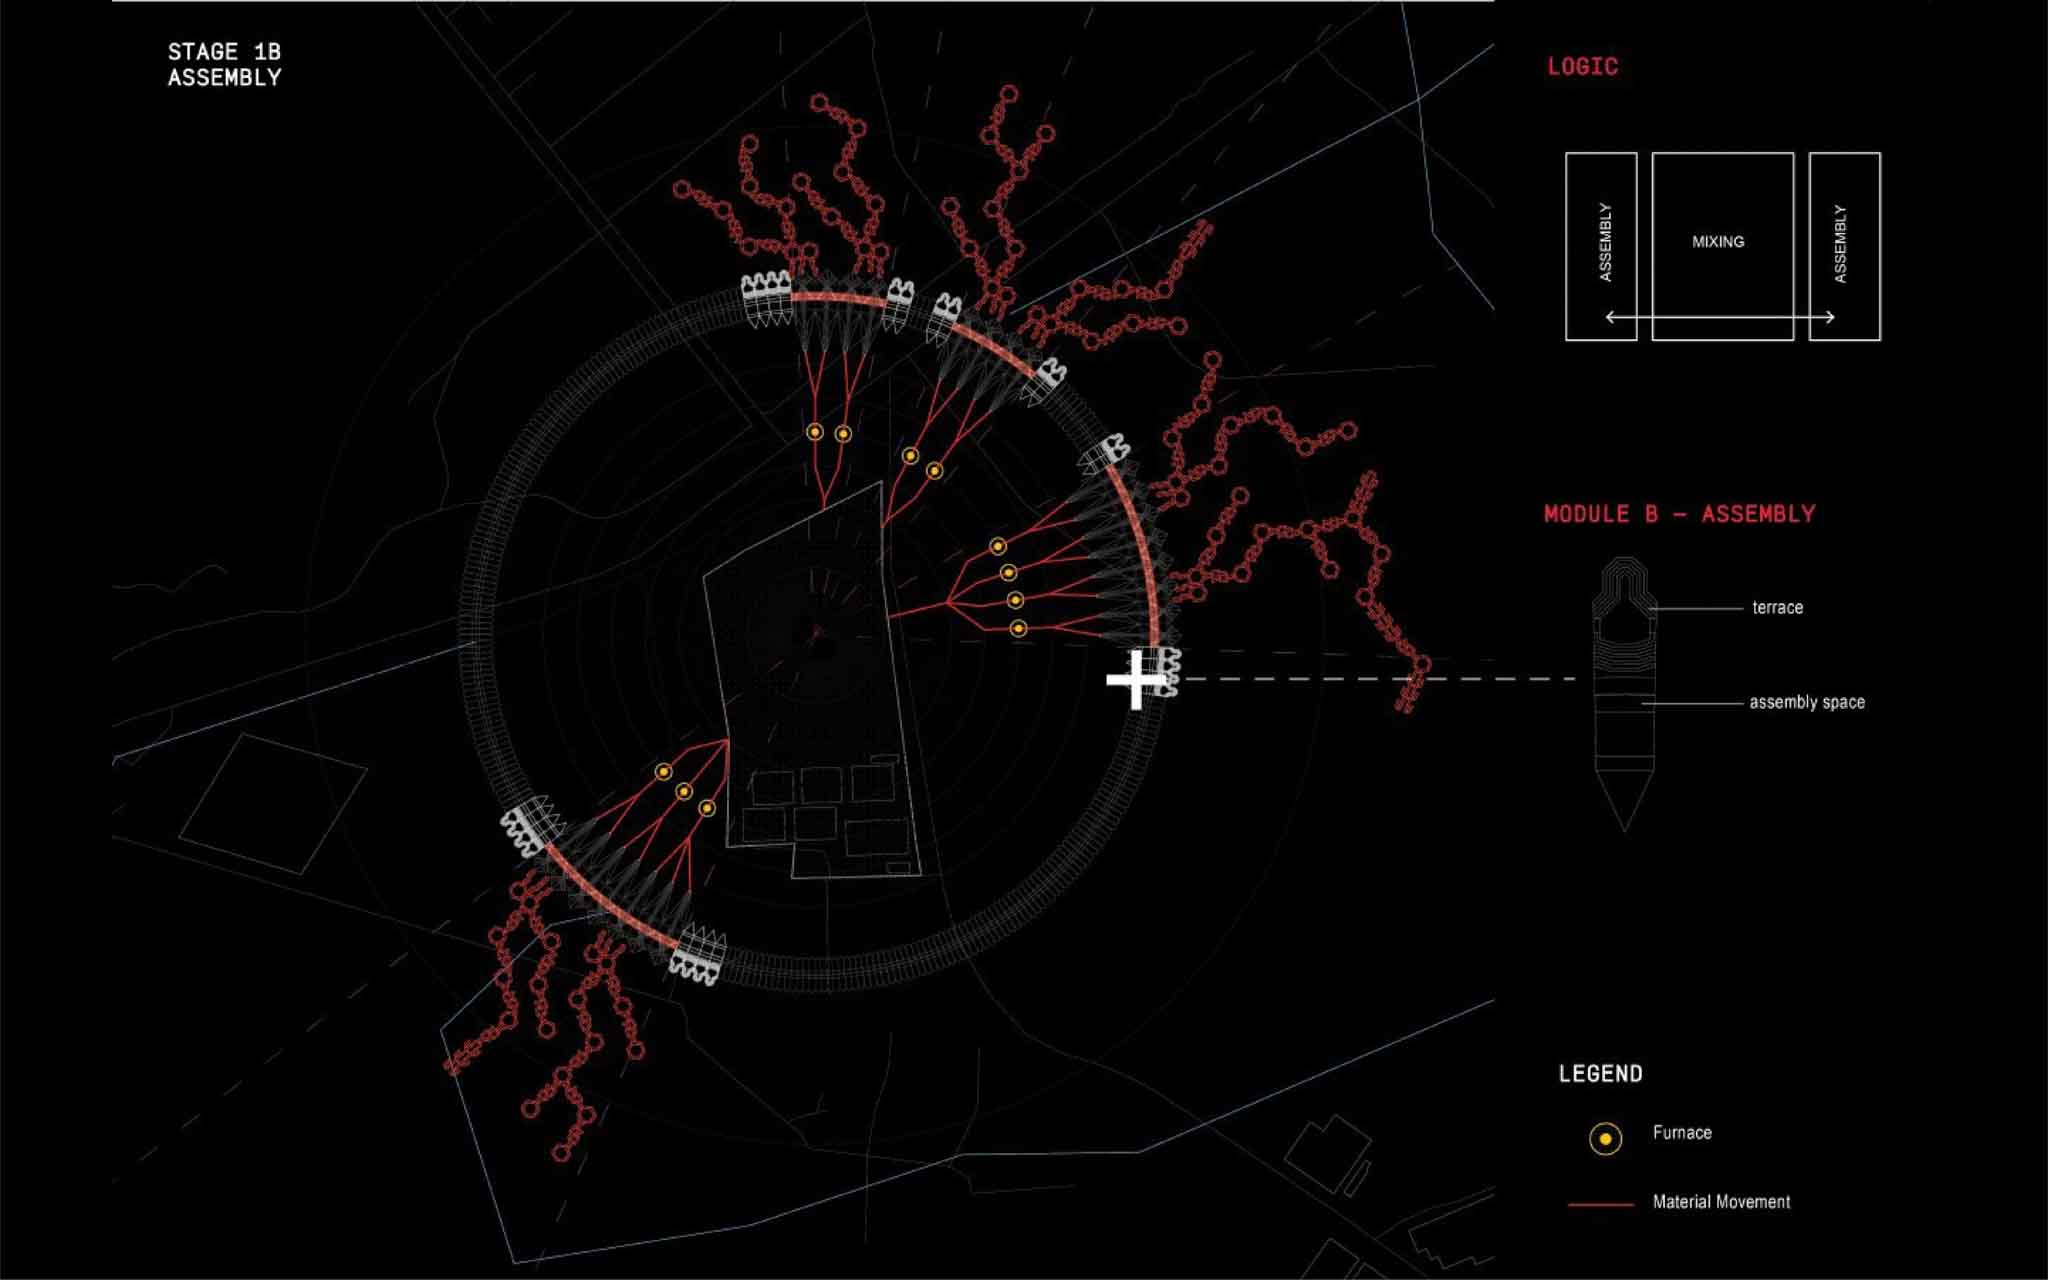 STAGE 1B
ASSEMBLY
LOGIC
ASSEMBLY
MIXING
ASSEMBLY
MODULE B - ASSEMBLY
terrace
assembly space
LEGEND
Furnace
Material Movement